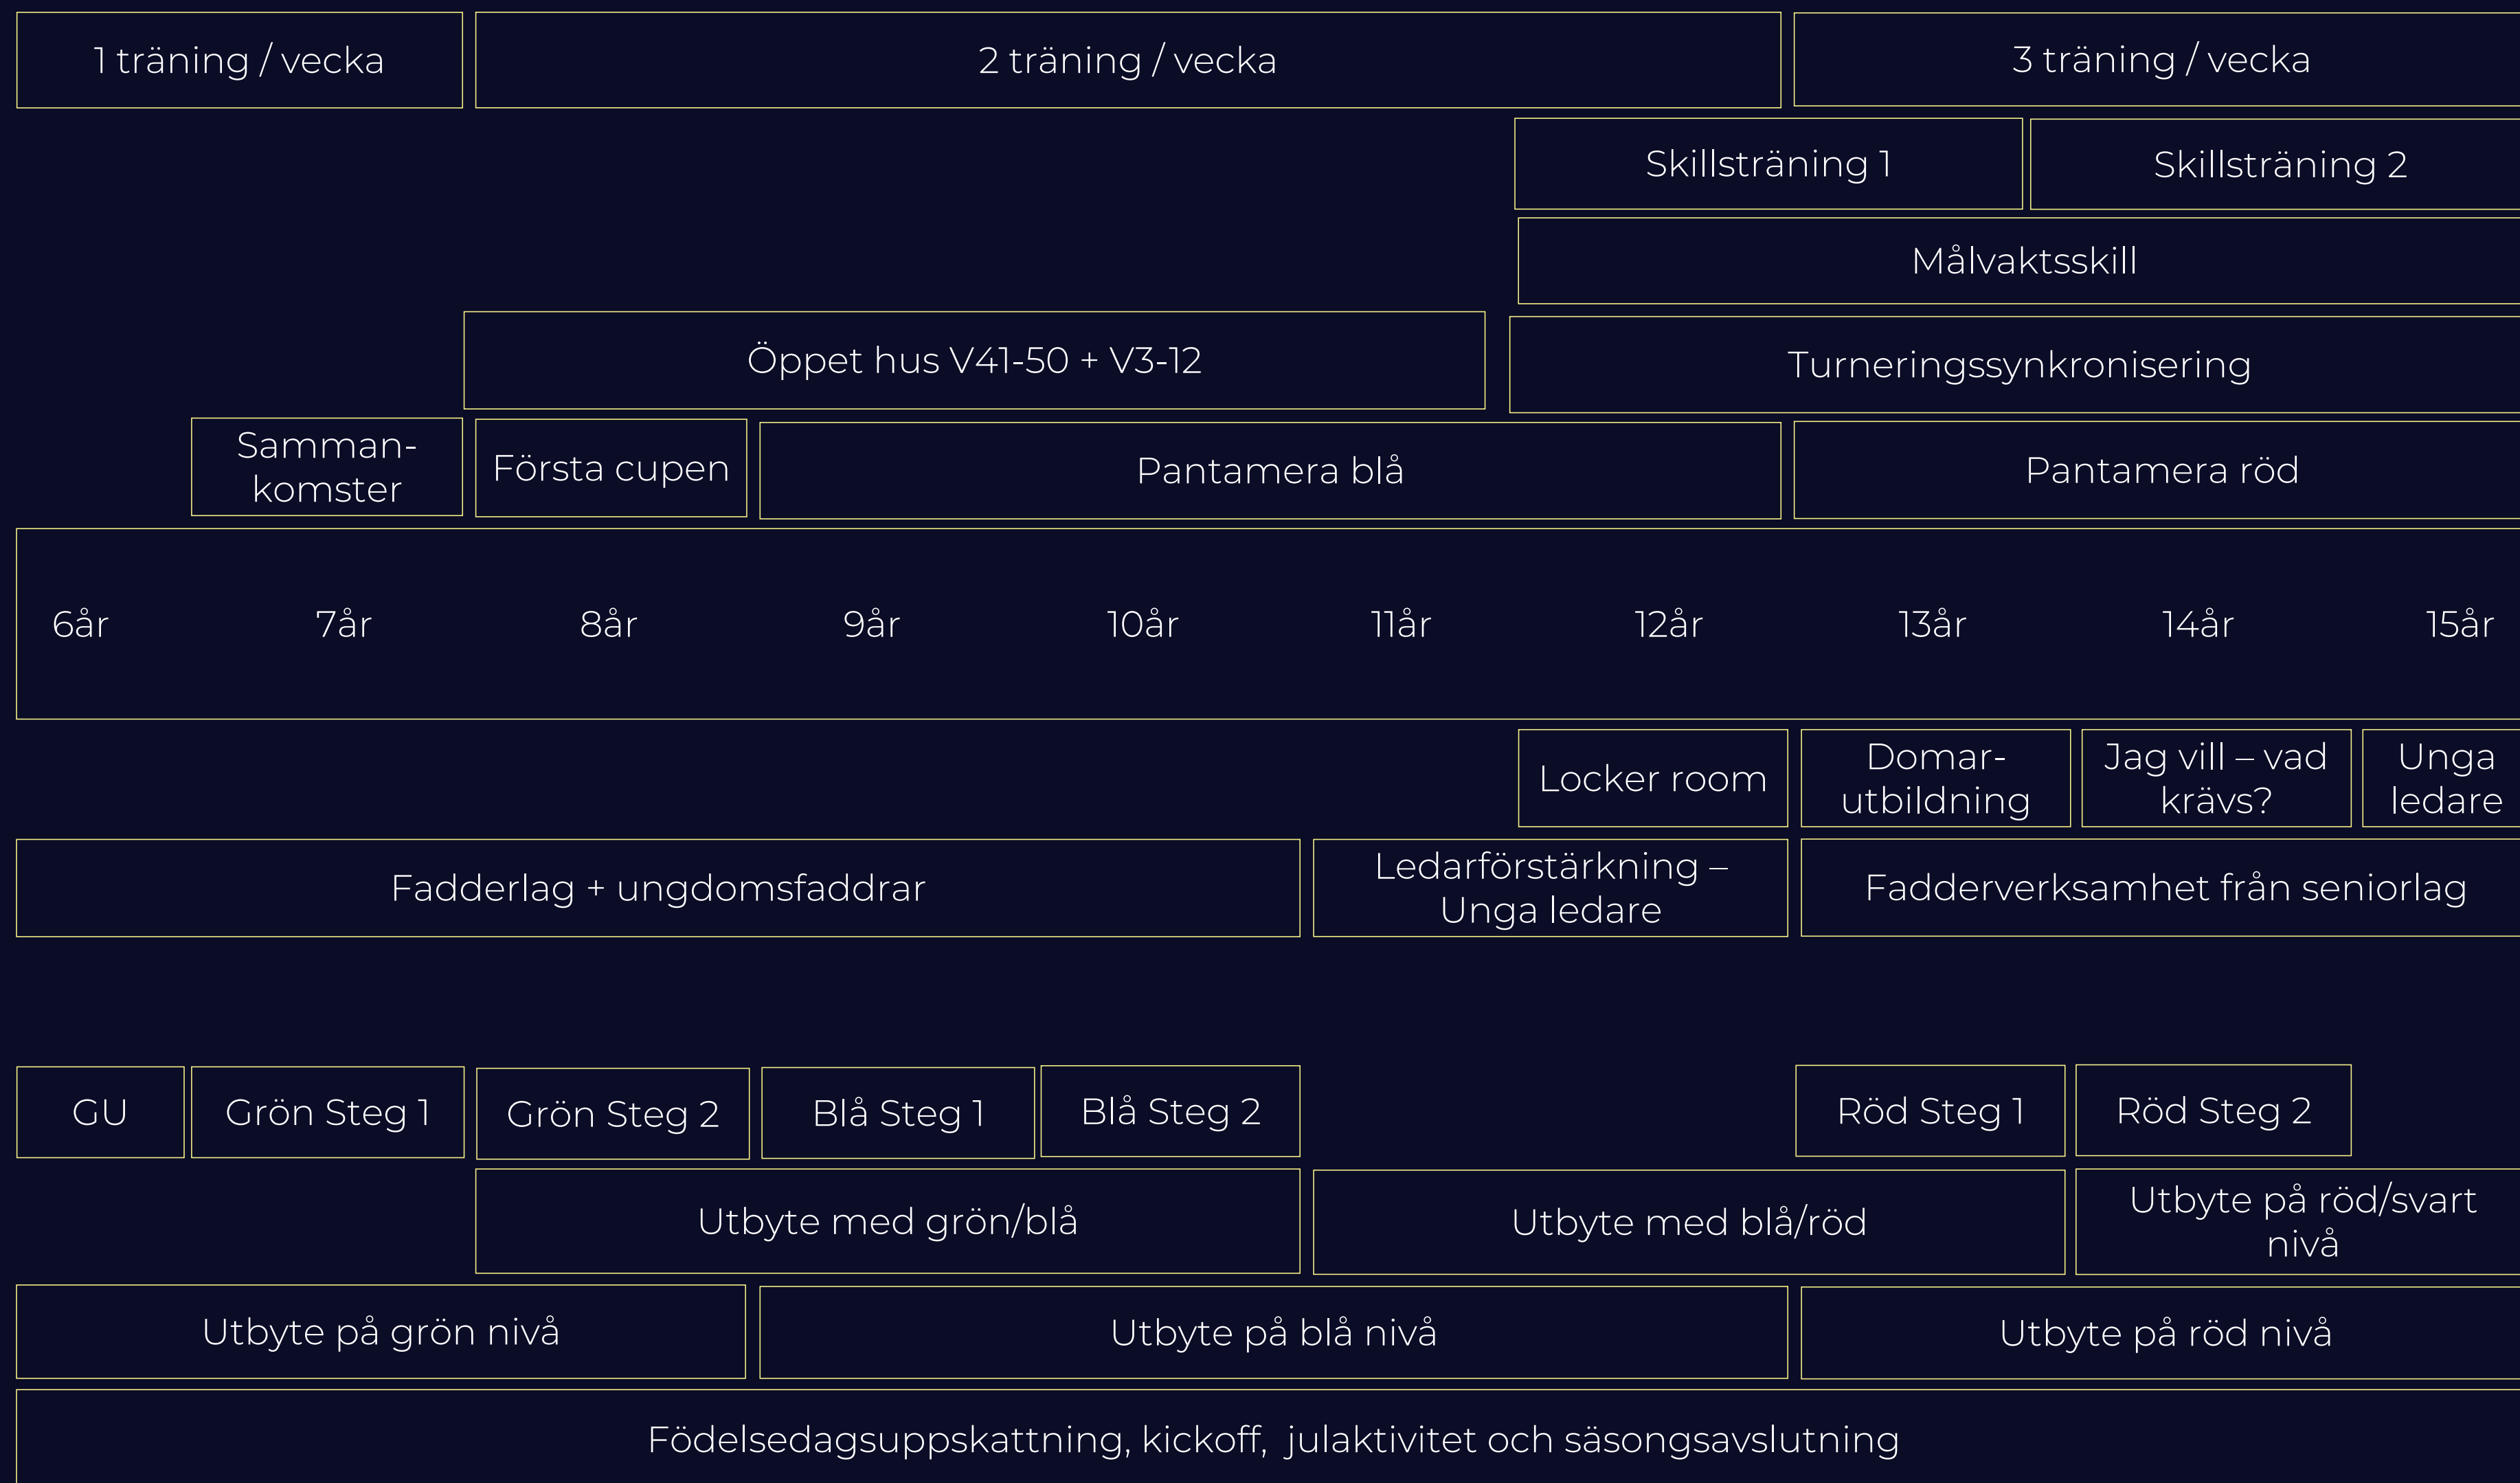 1 träning / vecka
2 träning / vecka
3 träning / vecka
Skillsträning 1
Skillsträning 2
Målvaktsskill
Öppet hus V41-50 + V3-12
Turneringssynkronisering
Samman-
komster
Första cupen
Pantamera blå
Pantamera röd
6år
7år
8år
9år
10år
11år
12år
13år
14år
15år
Locker room
Domar-
utbildning
Jag vill – vad
krävs?
Unga
ledare
Fadderlag + ungdomsfaddrar
Ledarförstärkning –
Unga ledare
Fadderverksamhet från seniorlag
GU
Grön Steg 1
Grön Steg 2
Blå Steg 1
Blå Steg 2
Röd Steg 1
Röd Steg 2
Utbyte med grön/blå
Utbyte med blå/röd
Utbyte på röd/svart
nivå
Utbyte på grön nivå
Utbyte på blå nivå
Utbyte på röd nivå
Födelsedagsuppskattning, kickoff, julaktivitet och säsongsavslutning